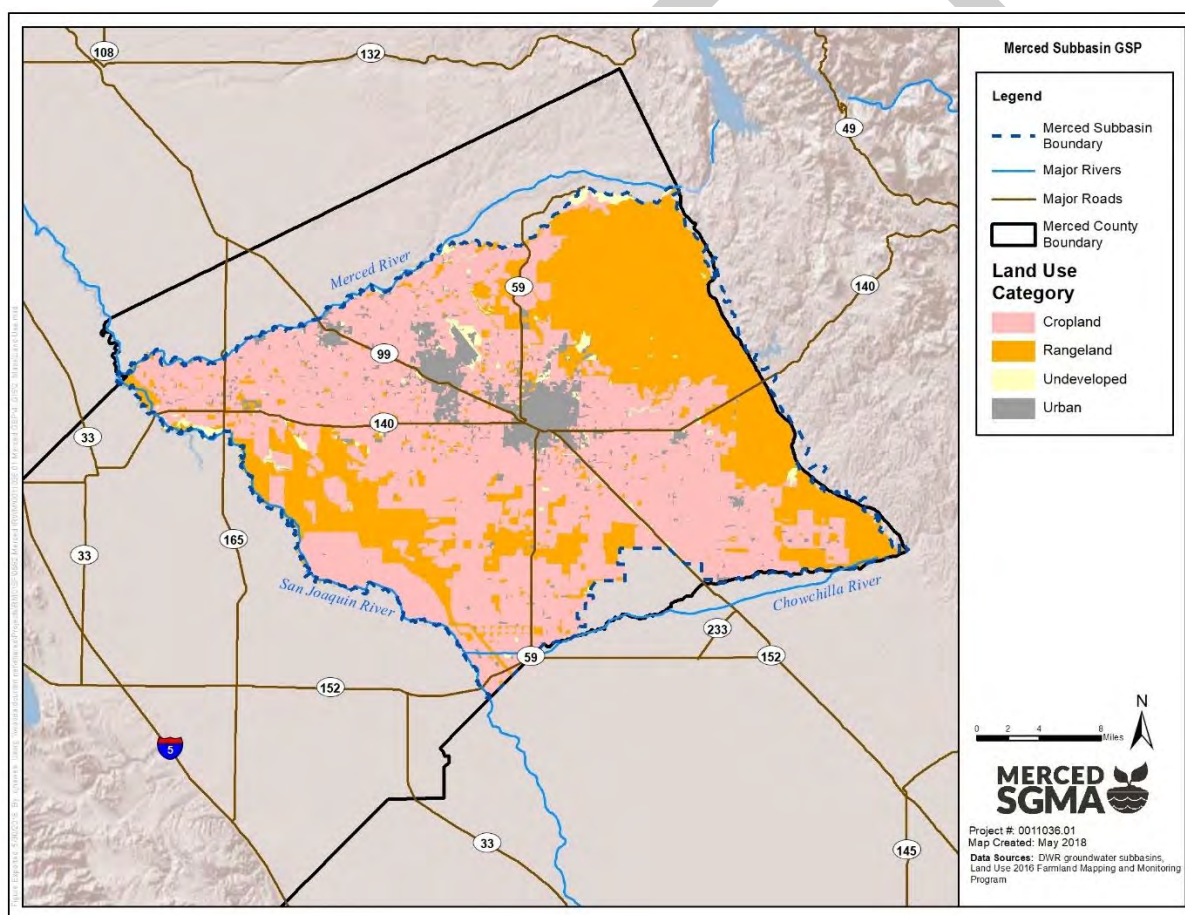 108
132
49
Merced River
59
140
99
140
33
33
165
San Joaquin River
Chowchilla River
233
59
152
152
5
33
145
Merced Subbasin GSP
Legend
Merced Subbasin
Boundary
Major Rivers
Major Roads
Merced County
Boundary
Land Use
Category
Cropland
Rangeland
Undeveloped
Urban
N
0 2 4 8
Miles
MERCED
SGMA
Project #: 0011036.01
Map Created: May 2018
Data Sources: DWR groundwater subbasins,
Land Use 2016 Farmland Mapping and Monitoring
Program